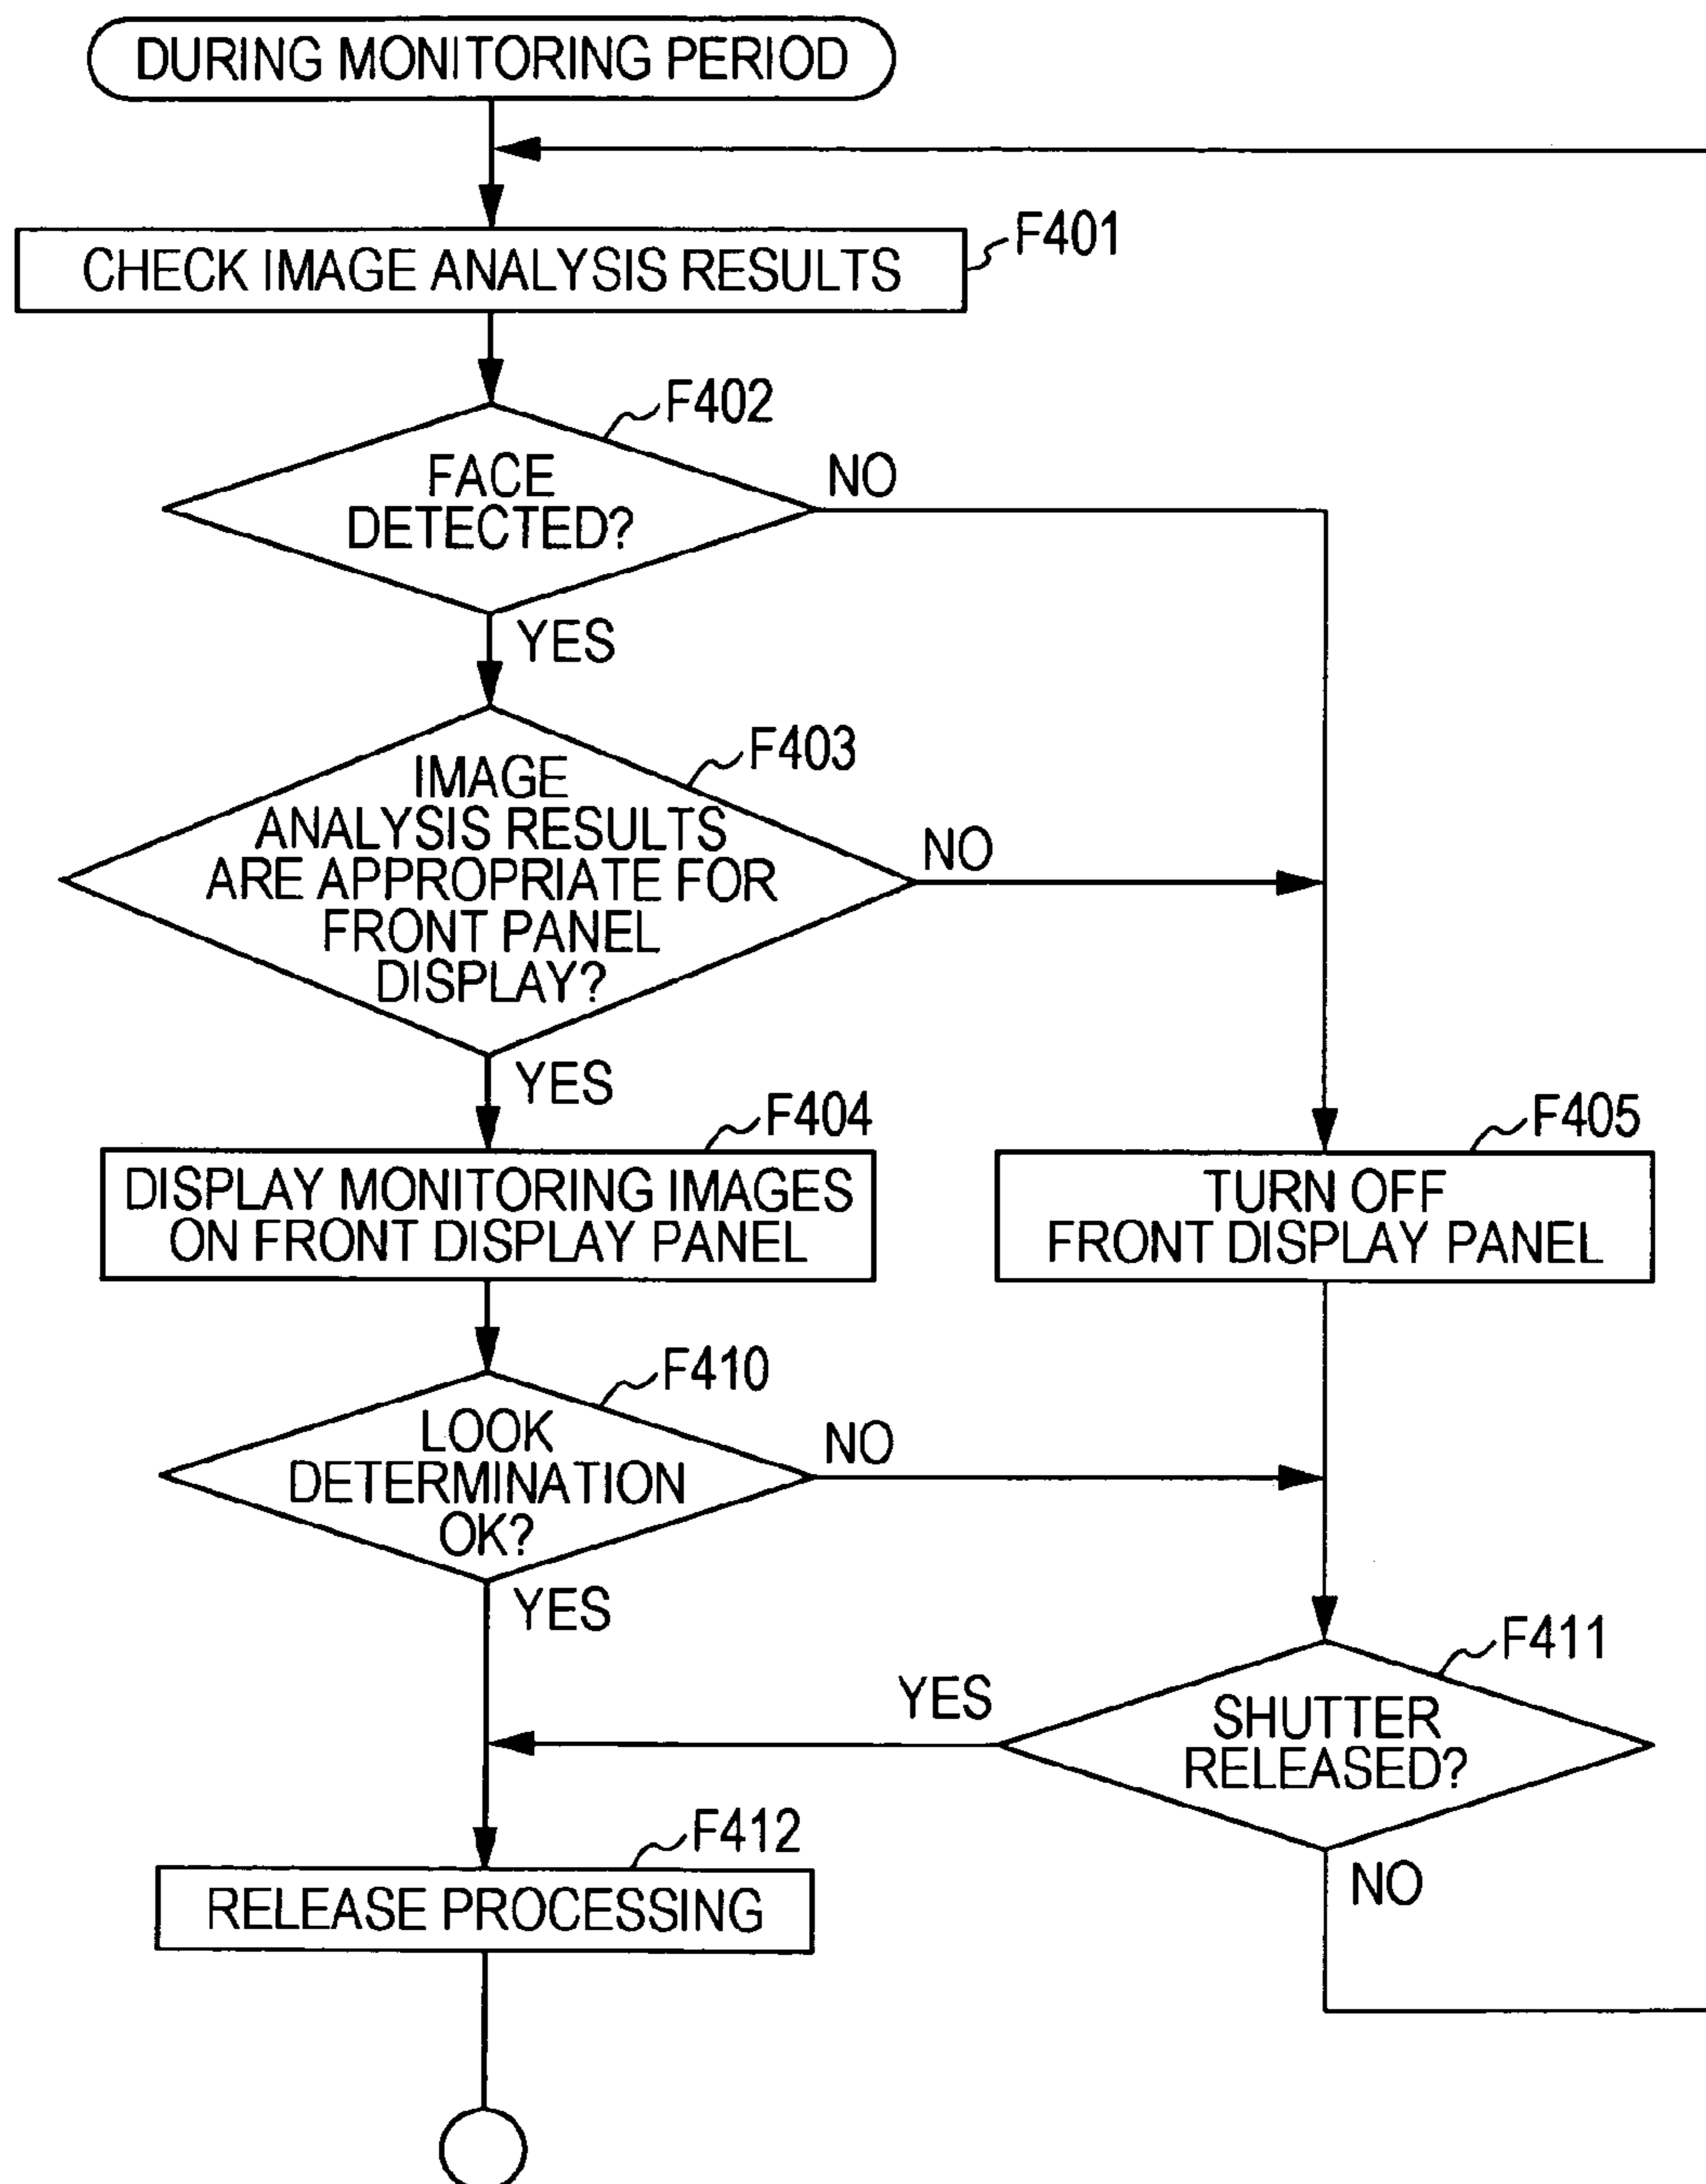 DURING MONITORING PERIOD
F401
CHECK IMAGE ANALYSIS RESULTS
F402
FACE
DETECTED?
NO
YES
F403
IMAGE
ANALYSIS RESULTS
ARE APPROPRIATE FOR
FRONT PANEL
DISPLAY?
NO
YES
F404
DISPLAY MONITORING IMAGES
ON FRONT DISPLAY PANEL
F405
TURN OFF
FRONT DISPLAY PANEL
F410
LOOK
DETERMINATION
OK?
NO
YES
F411
SHUTTER
RELEASED?
YES
NO
F412
RELEASE PROCESSING